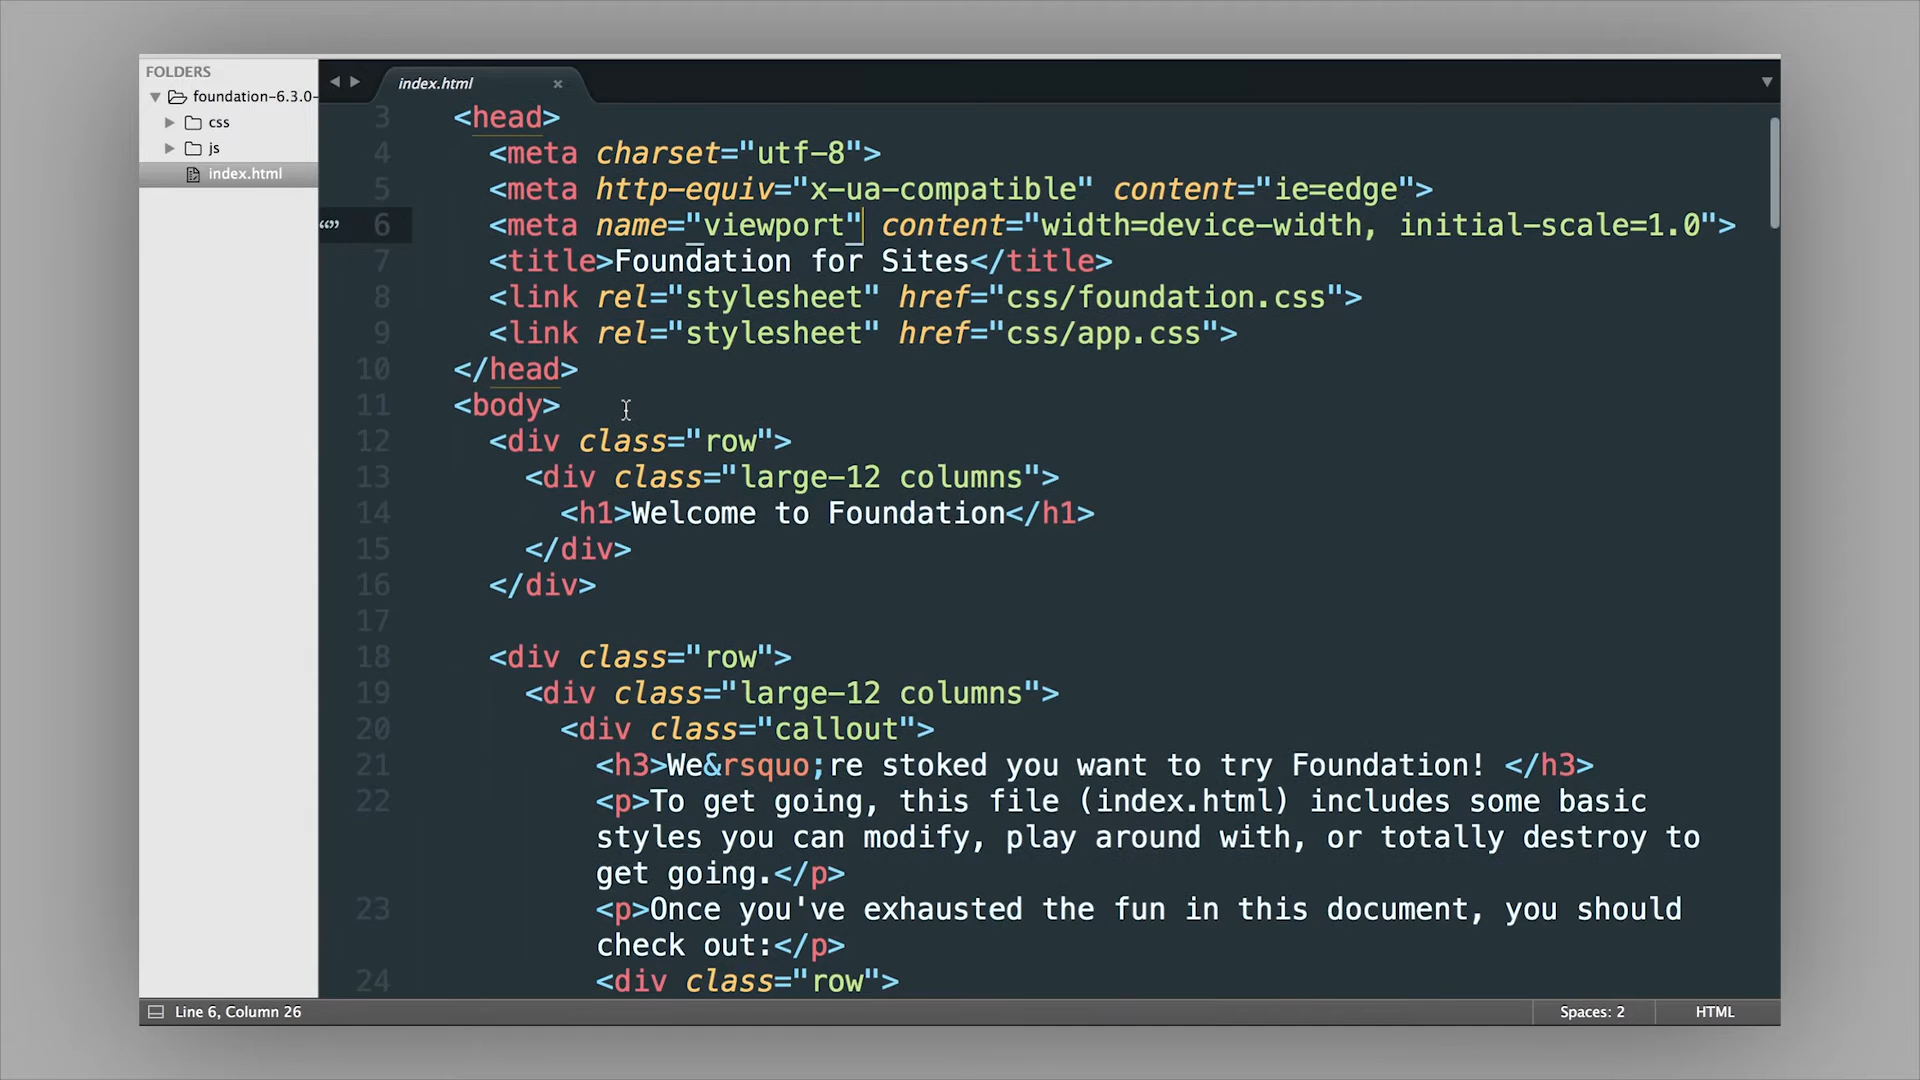 FOLDERS
foundation-6.3.0-
css
js
index.html
index.html
3 <head>
4 <meta charset="utf-8">
5 <meta http-equiv="x-ua-compatible" content="ie=edge">
“” 6 <meta name="viewport" content="width=device-width, initial-scale=1.0">
7 <title>Foundation for Sites</title>
8 <link rel="stylesheet" href="css/foundation.css">
9 <link rel="stylesheet" href="css/app.css">
10 </head>
11 <body>
12 <div class="row">
13 <div class="large-12 columns">
14 <h1>Welcome to Foundation</h1>
15 </div>
16 </div>
17
18 <div class="row">
19 <div class="large-12 columns">
20 <div class="callout">
21 <h3>We&rsquo;re stoked you want to try Foundation! </h3>
22 <p>To get going, this file (index.html) includes some basic
styles you can modify, play around with, or totally destroy to
get going.</p>
23 <p>Once you've exhausted the fun in this document, you should
check out:</p>
24 <div class="row">
Line 6, Column 26
Spaces: 2
HTML